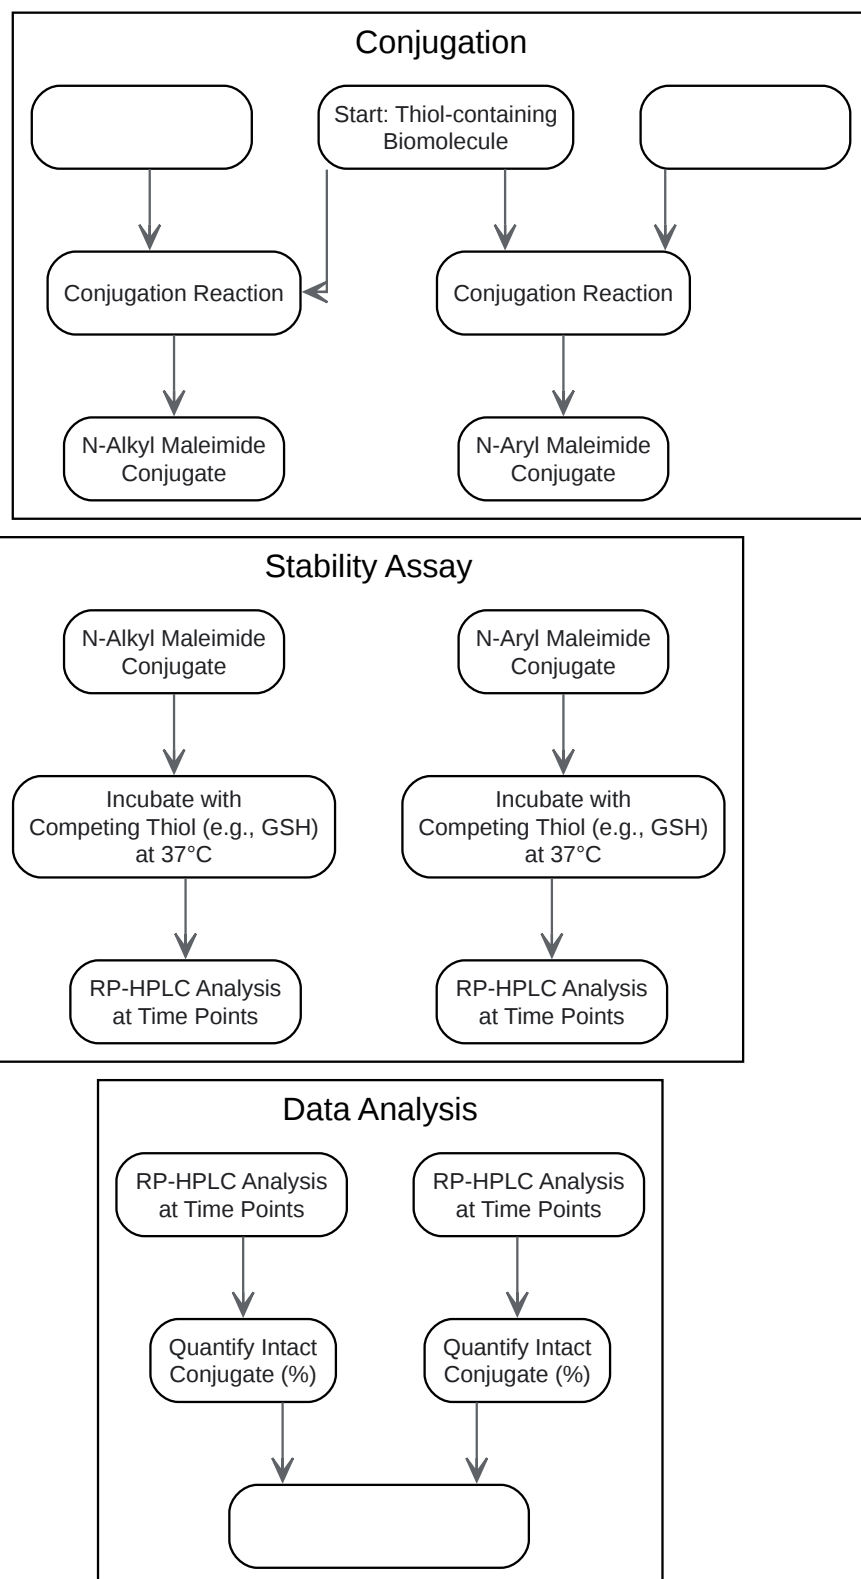 Conjugation
Start: Thiol-containing
Biomolecule
Conjugation Reaction
Conjugation Reaction
N-Alkyl Maleimide
Conjugate
N-Aryl Maleimide
Conjugate
Stability Assay
N-Alkyl Maleimide
Conjugate
N-Aryl Maleimide
Conjugate
Incubate with
Competing Thiol (e.g., GSH)
at 37°C
Incubate with
Competing Thiol (e.g., GSH)
at 37°C
RP-HPLC Analysis
at Time Points
RP-HPLC Analysis
at Time Points
Data Analysis
RP-HPLC Analysis
at Time Points
RP-HPLC Analysis
at Time Points
Quantify Intact
Conjugate (%)
Quantify Intact
Conjugate (%)